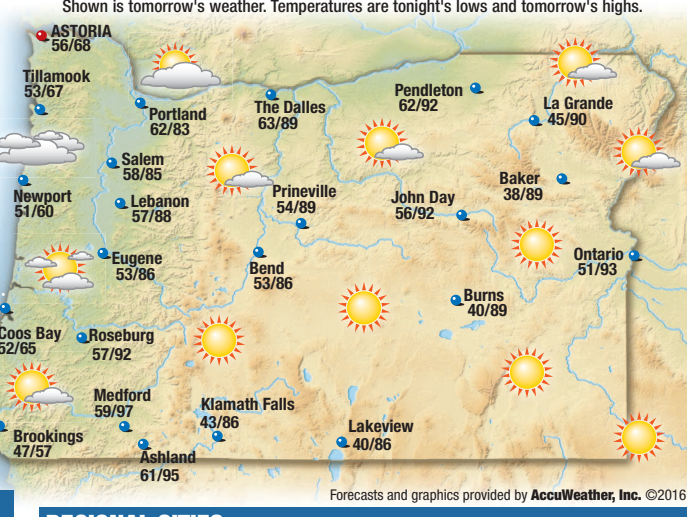 Shown is tomorrow's weather. Temperatures are tonight's lows and tomorrow's highs.
ASTORIA
56/68
Tillamook
53/67
Portland
62/83
The Dalles
63/89
Pendleton
62/92
La Grande
45/90
Salem
58/85
Newport
51/60
Lebanon
57/88
Prineville
54/89
John Day
56/92
Baker
38/89
Eugene
53/86
Bend
53/86
Ontario
51/93
Burns
40/89
Coos Bay
52/65
Roseburg
57/92
Medford
59/97
Klamath Falls
43/86
Lakeview
40/86
Brookings
47/57
Ashland
61/95
Forecasts and graphics provided by AccuWeather, Inc. ©2016
REGIONAL CITIES